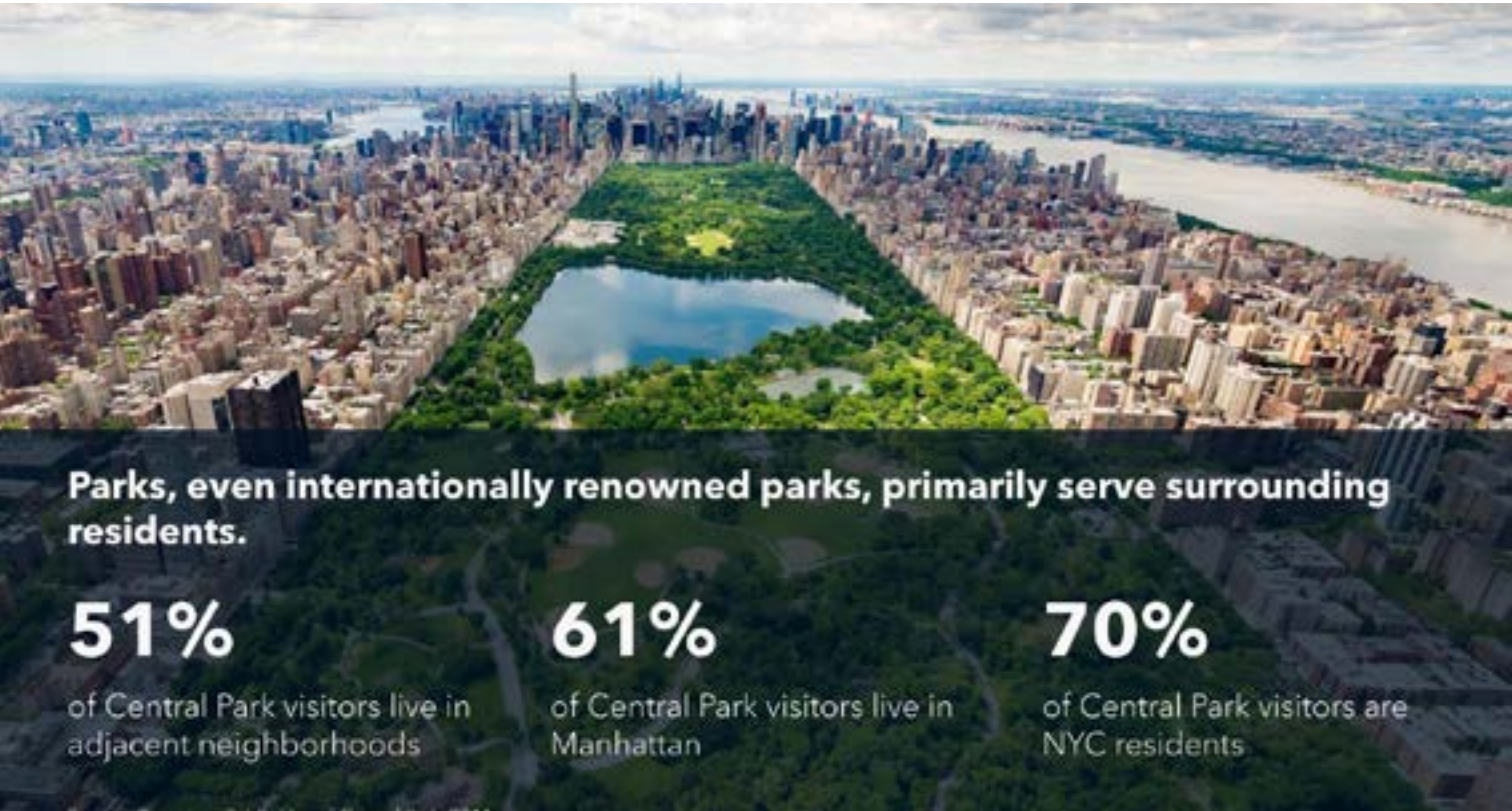 Parks, even internationally renowned parks, primarily serve surrounding
residents.
51%
of Central Park visitors live in
adjacent neighborhoods
61%
of Central Park visitors live in
Manhattan
70%
of Central Park visitors are
NYC residents